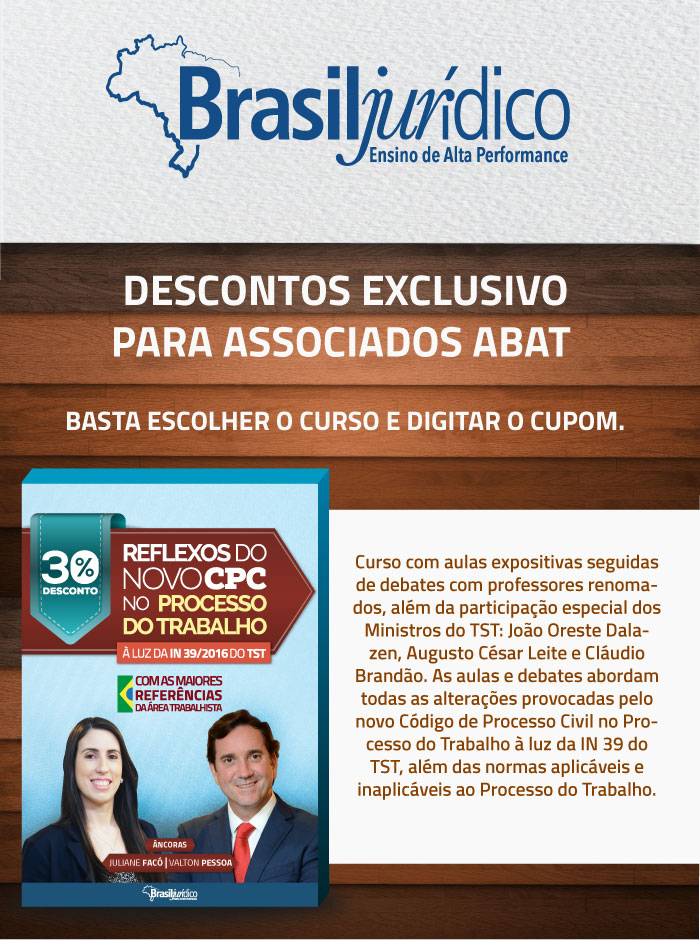 Brasiljurídico
Ensino de Alta Performance
DESCONTOS EXCLUSIVO
PARA ASSOCIADOS ABAT
BASTA ESCOLHER O CURSO E DIGITAR O CUPOM.
30%
DESCONTO
REFLEXOS DO
NOVO CPC
NO PROCESSO
DO TRABALHO
À LUZ DA IN 39/2016 DO TST
COM AS MAIORES
REFERÊNCIAS
DA ÁREA TRABALHISTA
ÂNCORAS
JULIANE FACÓ | VALTON PESSOA
Brasiljurídico
Curso com aulas expositivas seguidas
de debates com professores renoma-
dos, além da participação especial dos
Ministros do TST: João Oreste Dala-
zen, Augusto César Leite e Cláudio
Brandão. As aulas e debates abordam
todas as alterações provocadas pelo
novo Código de Processo Civil no Pro-
cesso do Trabalho à luz da IN 39 do
TST, além das normas aplicáveis e
inaplicáveis ao Processo do Trabalho.